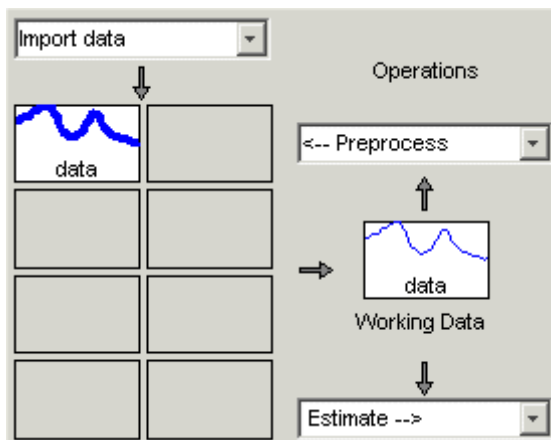 Import data
Operations
<-- Preprocess
data
data
Working Data
Estimate -->